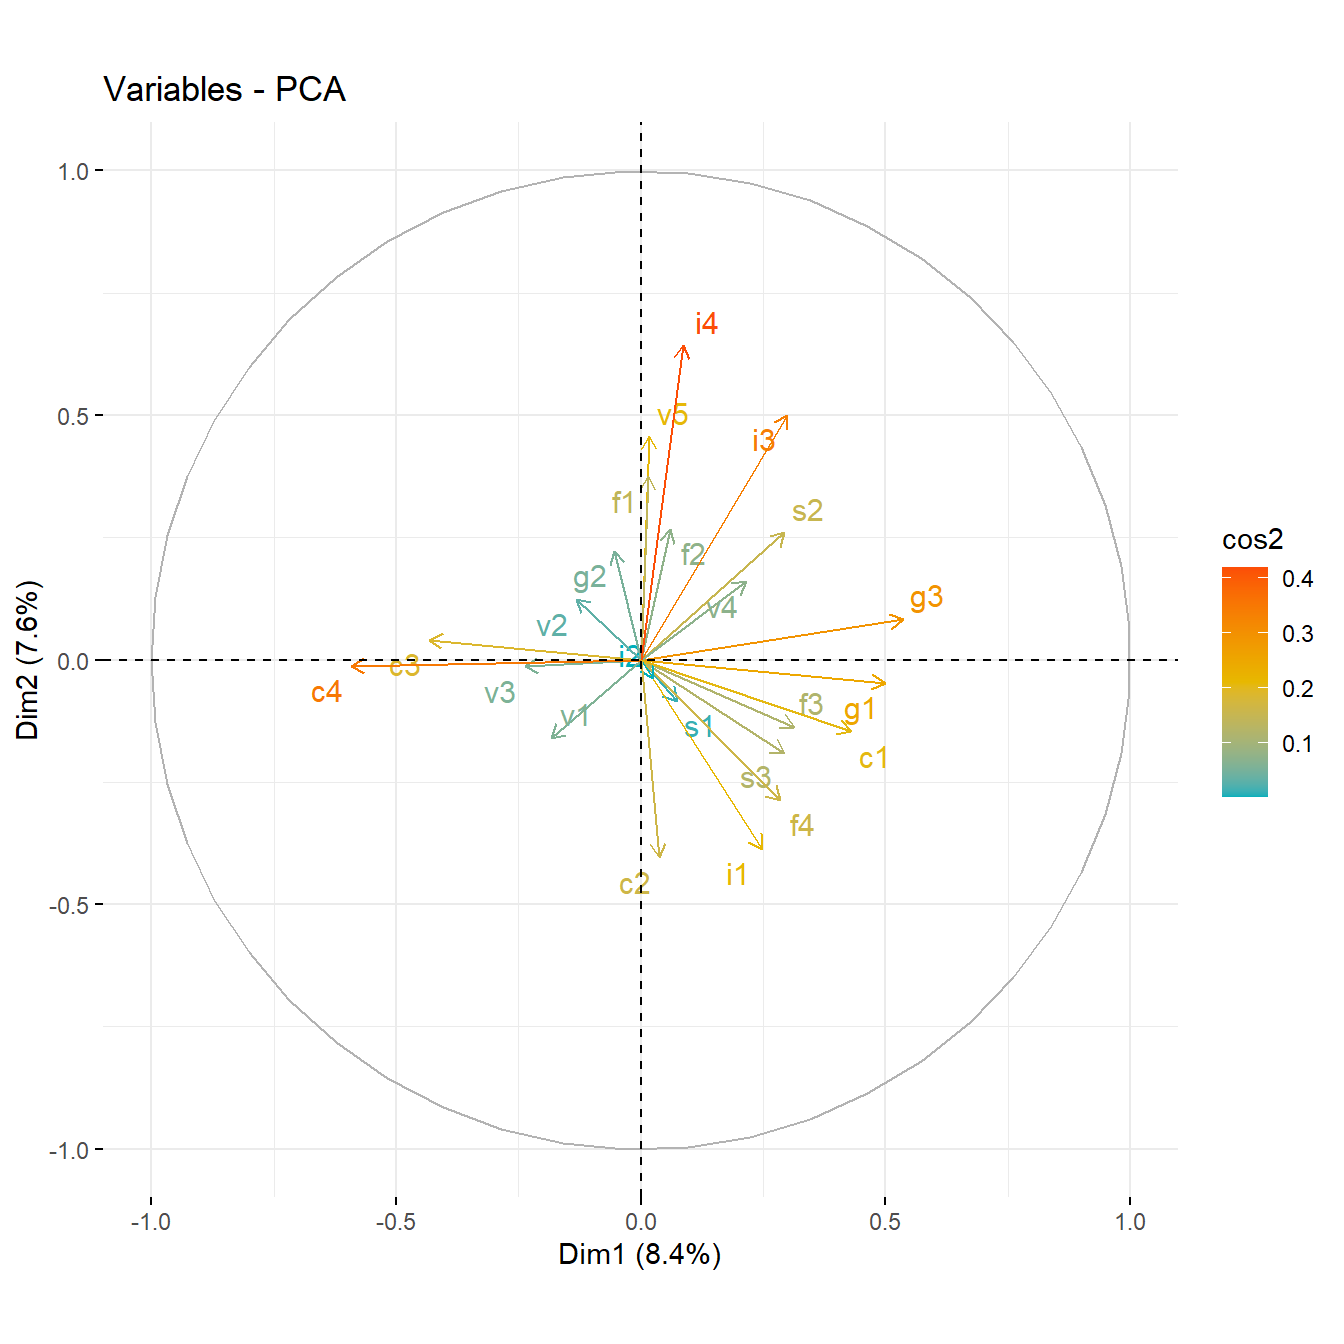 Variables - PCA
1.0
0.5
0.0
-0.5
-1.0
Dim2 (7.6%)
i4
v5
i3
f1
s2
f2
g2
v4
g3
v2
i2
c3
c4
v3
v1
s1
f3
g1
c1
s3
f4
i1
c2
-1.0
-0.5
0.0
0.5
1.0
Dim1 (8.4%)
cos2
0.4
0.3
0.2
0.1